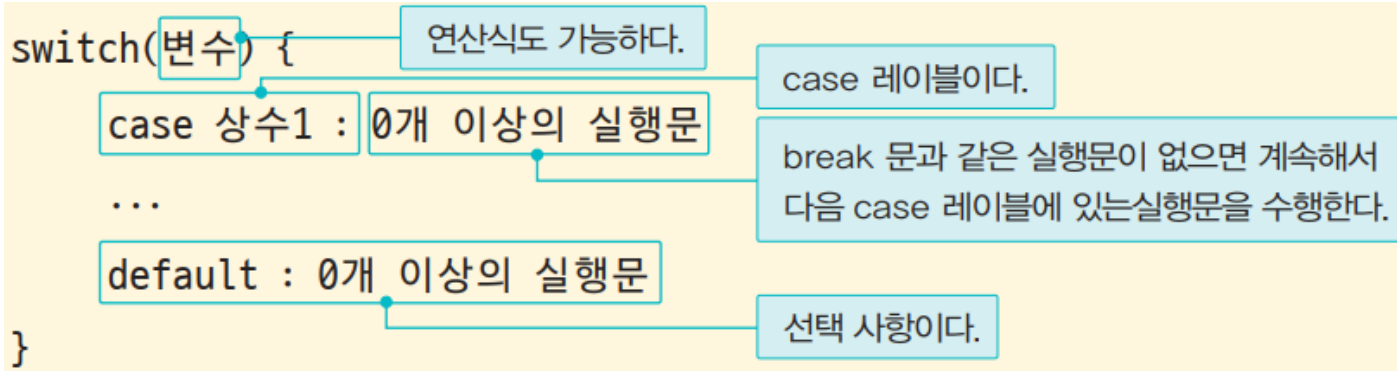 switch(변수) {
연산식도 가능하다.
case 레이블이다.
case 상수1 : 0개 이상의 실행문
break 문과 같은 실행문이 없으면 계속해서
다음 case 레이블에 있는실행문을 수행한다.
...
default : 0개 이상의 실행문
선택 사항이다.
}